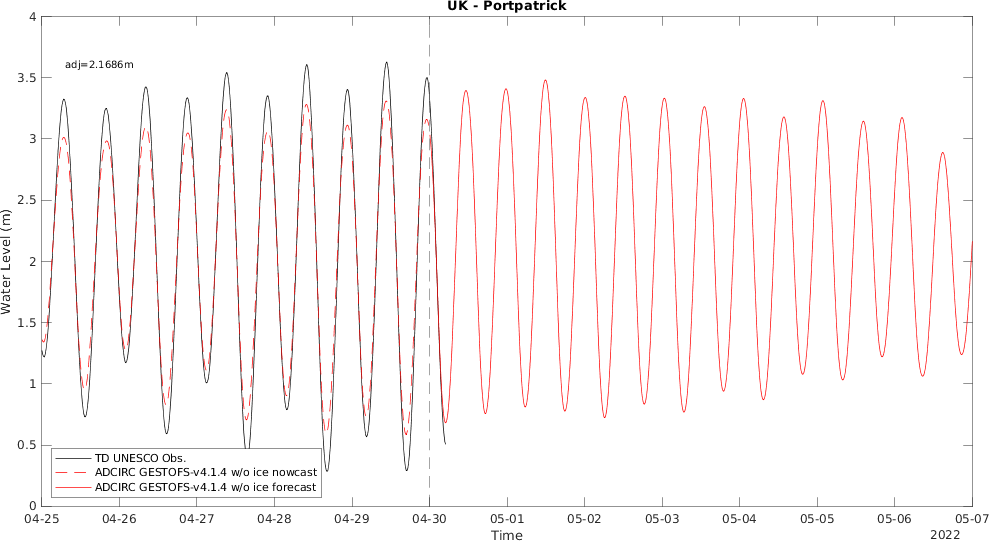 UK - Portpatrick
adj=2.1686m
4
3.5
3
2.5
2
1.5
1
0.5
0
Water Level (m)
TD UNESCO Obs.
ADCIRC GESTOFS-v4.1.4 w/o ice nowcast
ADCIRC GESTOFS-v4.1.4 w/o ice forecast
04-25 04-26 04-27 04-28 04-29 04-30 05-01 05-02 05-03 05-04 05-05 05-06 05-07
Time
2022